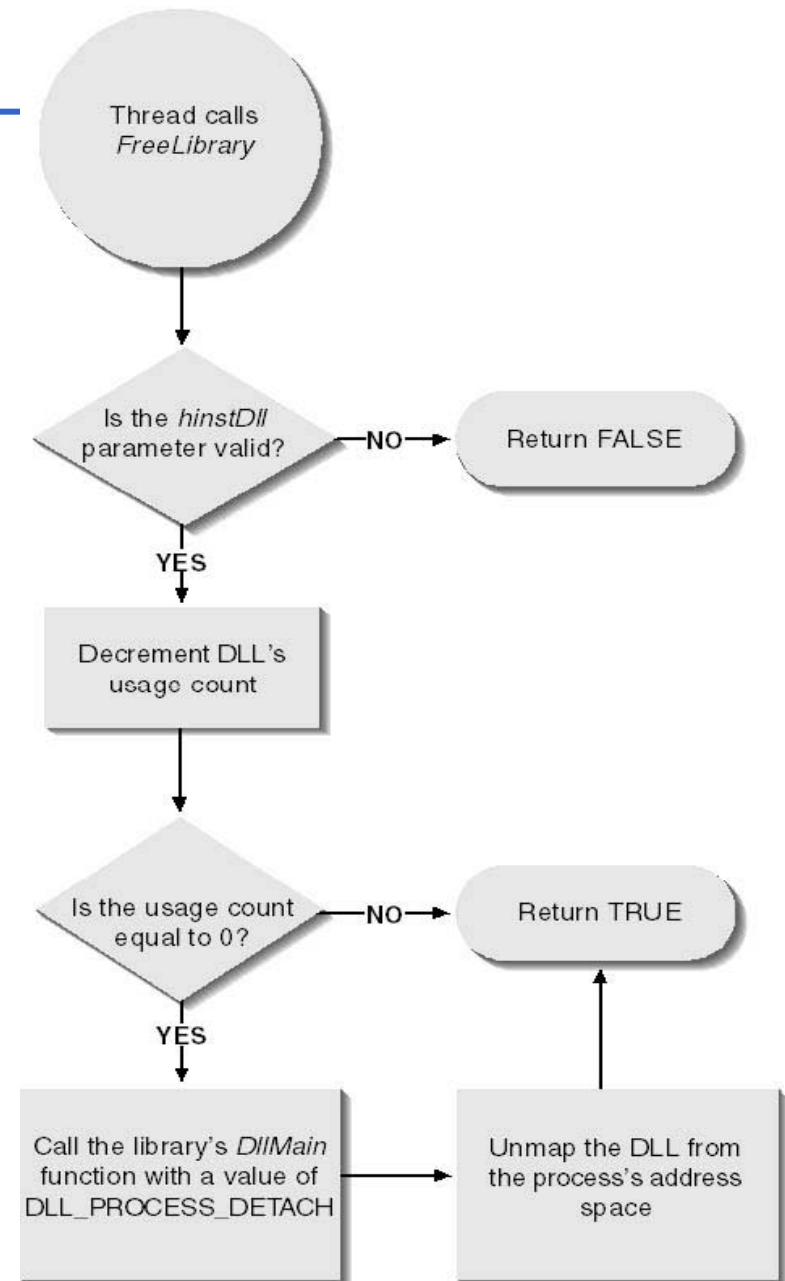 Thread calls
FreeLibrary
Is the hinstDll
parameter valid?
NO
Return FALSE
YES
Decrement DLL's
usage count
Is the usage count
equal to 0?
NO
Return TRUE
YES
Call the library's DllMain
function with a value of
DLL_PROCESS_DETACH
Unmap the DLL from
the process's address
space